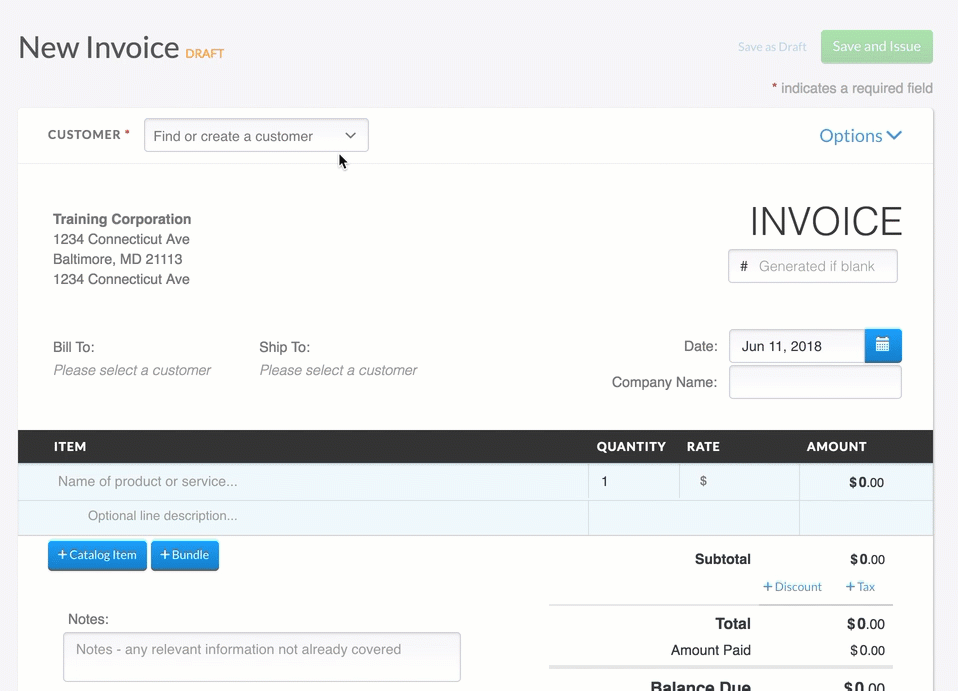 New Invoice DRAFT
Save as Draft
Save and Issue
* indicates a required field
CUSTOMER *
Find or create a customer
Options
Training Corporation
1234 Connecticut Ave
Baltimore, MD 21113
1234 Connecticut Ave
INVOICE
# Generated if blank
Bill To:
Please select a customer
Ship To:
Please select a customer
Date: Jun 11, 2018
Company Name:
ITEM QUANTITY RATE AMOUNT
Name of product or service... 1 $ $0.00
Optional line description...
+ Catalog Item
+ Bundle
Subtotal $0.00
+ Discount + Tax
Total $0.00
Amount Paid $0.00
Balance Due $0.00
Notes:
Notes - any relevant information not already covered